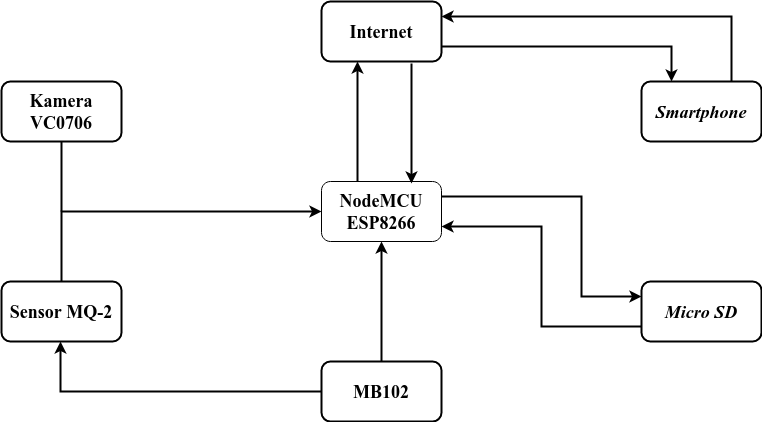 Internet
Kamera
VC0706
Smartphone
NodeMCU
ESP8266
Sensor MQ-2
Micro SD
MB102